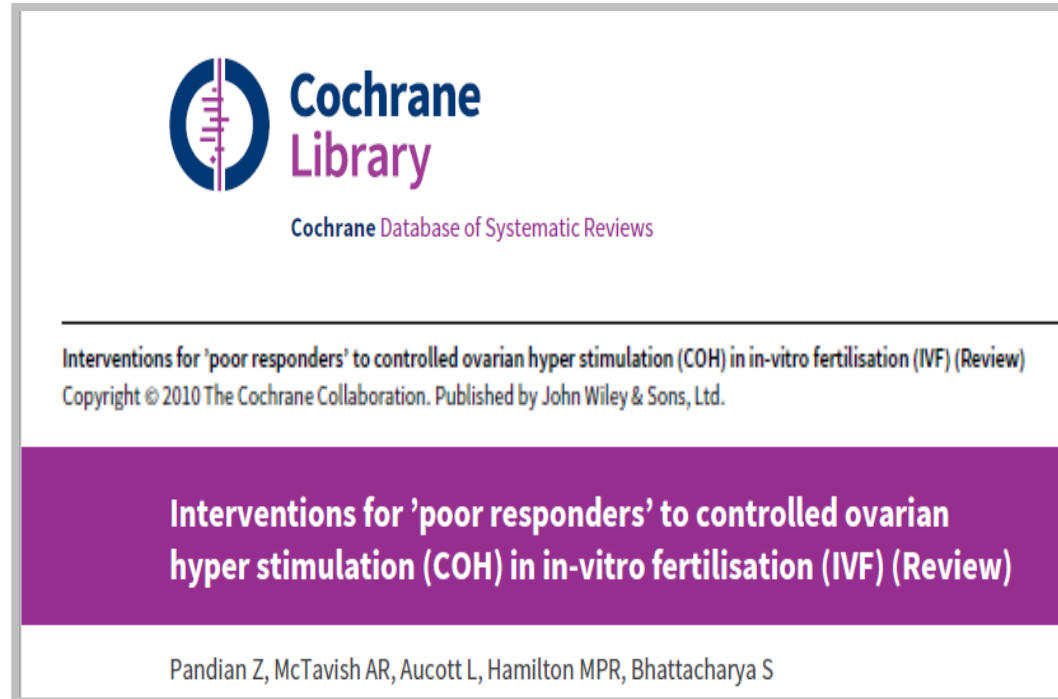 Cochrane
Library
Cochrane Database of Systematic Reviews
Interventions for 'poor responders' to controlled ovarian hyper stimulation (COH) in in-vitro fertilisation (IVF) (Review)
Copyright © 2010 The Cochrane Collaboration. Published by John Wiley & Sons, Ltd.
Interventions for ’poor responders’ to controlled ovarian
hyper stimulation (COH) in in-vitro fertilisation (IVF) (Review)
Pandian Z, McTavish AR, Aucott L, Hamilton MPR, Bhattacharya S